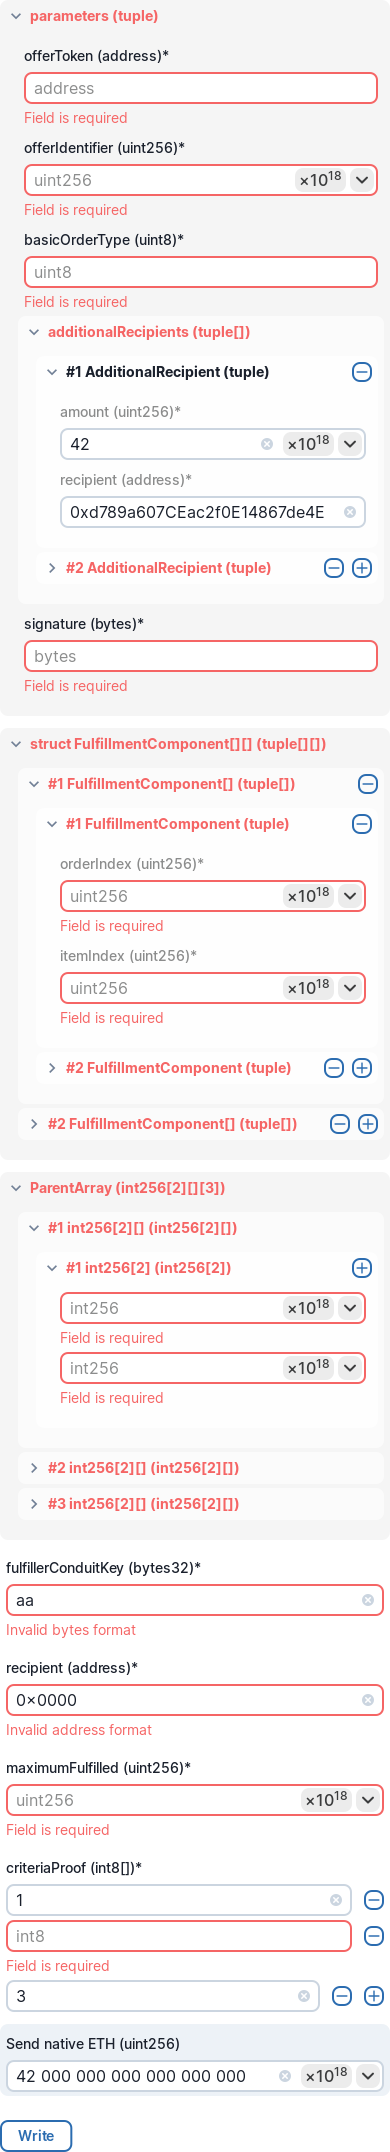 parameters (tuple)
offerToken (address)*
address
Field is required
offerIdentifier (uint256)*
uint256 ×10^18
Field is required
basicOrderType (uint8)*
uint8
Field is required
additionalRecipients (tuple[])
#1 AdditionalRecipient (tuple)
amount (uint256)*
42 ×10^18
recipient (address)*
0xd789a607CEac2f0E14867de4E
#2 AdditionalRecipient (tuple)
signature (bytes)*
bytes
Field is required
struct FulfillmentComponent[][] (tuple[][])
#1 FulfillmentComponent[] (tuple[])
#1 FulfillmentComponent (tuple)
orderIndex (uint256)*
uint256 ×10^18
Field is required
itemIndex (uint256)*
uint256 ×10^18
Field is required
#2 FulfillmentComponent (tuple)
#2 FulfillmentComponent[] (tuple[])
ParentArray (int256[2][][3])
#1 int256[2][] (int256[2][])
#1 int256[2] (int256[2])
int256 ×10^18
Field is required
int256 ×10^18
Field is required
#2 int256[2][] (int256[2][])
#3 int256[2][] (int256[2][])
fulfillerConduitKey (bytes32)*
aa
Invalid bytes format
recipient (address)*
0×0000
Invalid address format
maximumFulfilled (uint256)*
uint256 ×10^18
Field is required
criteriaProof (int8[])*
1
int8
Field is required
3
Send native ETH (uint256)
42 000 000 000 000 000 000 ×10^18
Write